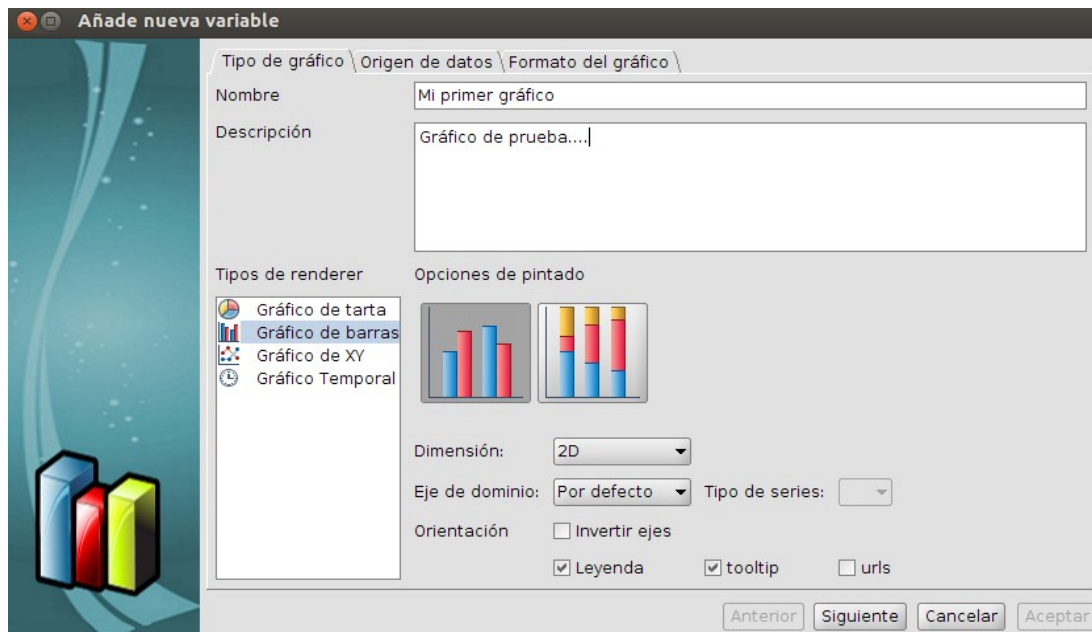 Añade nueva variable
Tipo de gráfico Origen de datos Formato del gráfico
Nombre Mi primer gráfico
Descripción Gráfico de prueba....
Tipos de renderer Opciones de pintado
Gráfico de tarta
Gráfico de barras
Gráfico de XY
Gráfico Temporal
Dimensión: 2D
Eje de dominio: Por defecto Tipo de series:
Orientación Invertir ejes
Leyenda tooltip urls
Anterior Siguiente Cancelar Aceptar